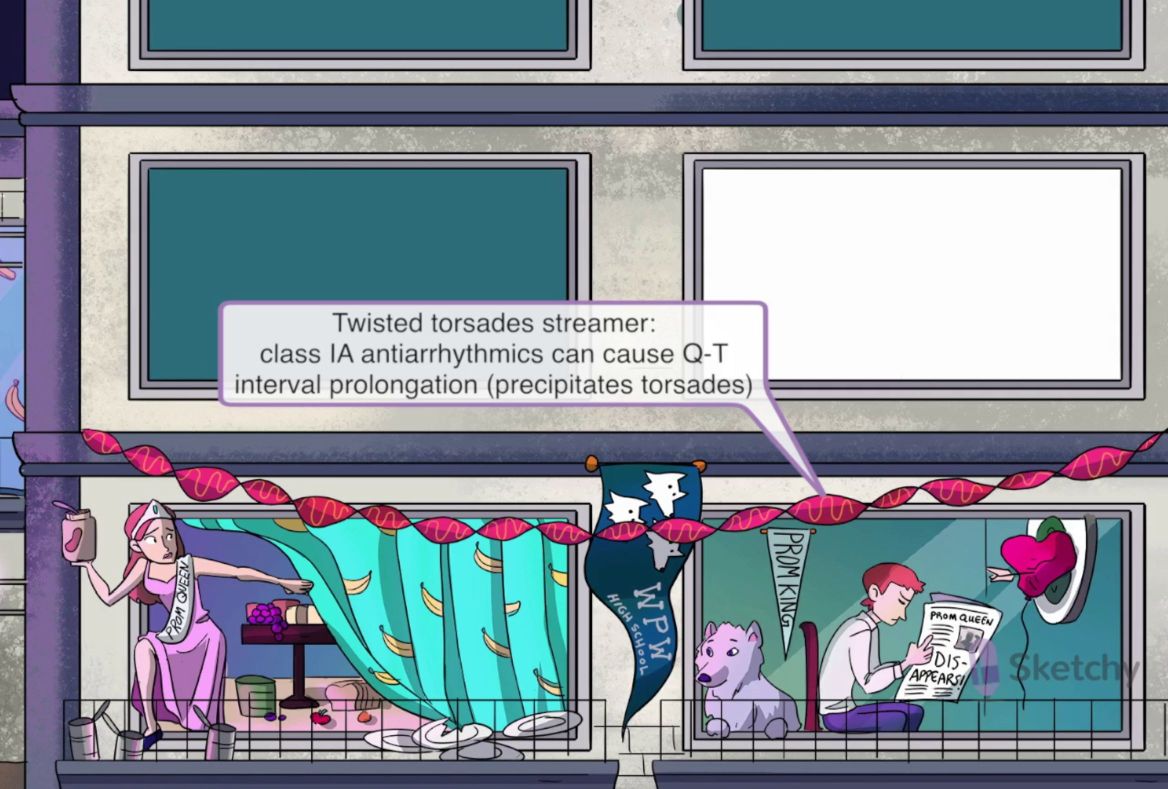 Twisted torsades streamer:
class IA antiarrhythmics can cause Q-T
interval prolongation (precipitates torsades)
PROM QUEEN
WPW
HIGH SCHOOL
PROM KING
PROM QUEEN
DIS-
APPEARS!
Sketchy